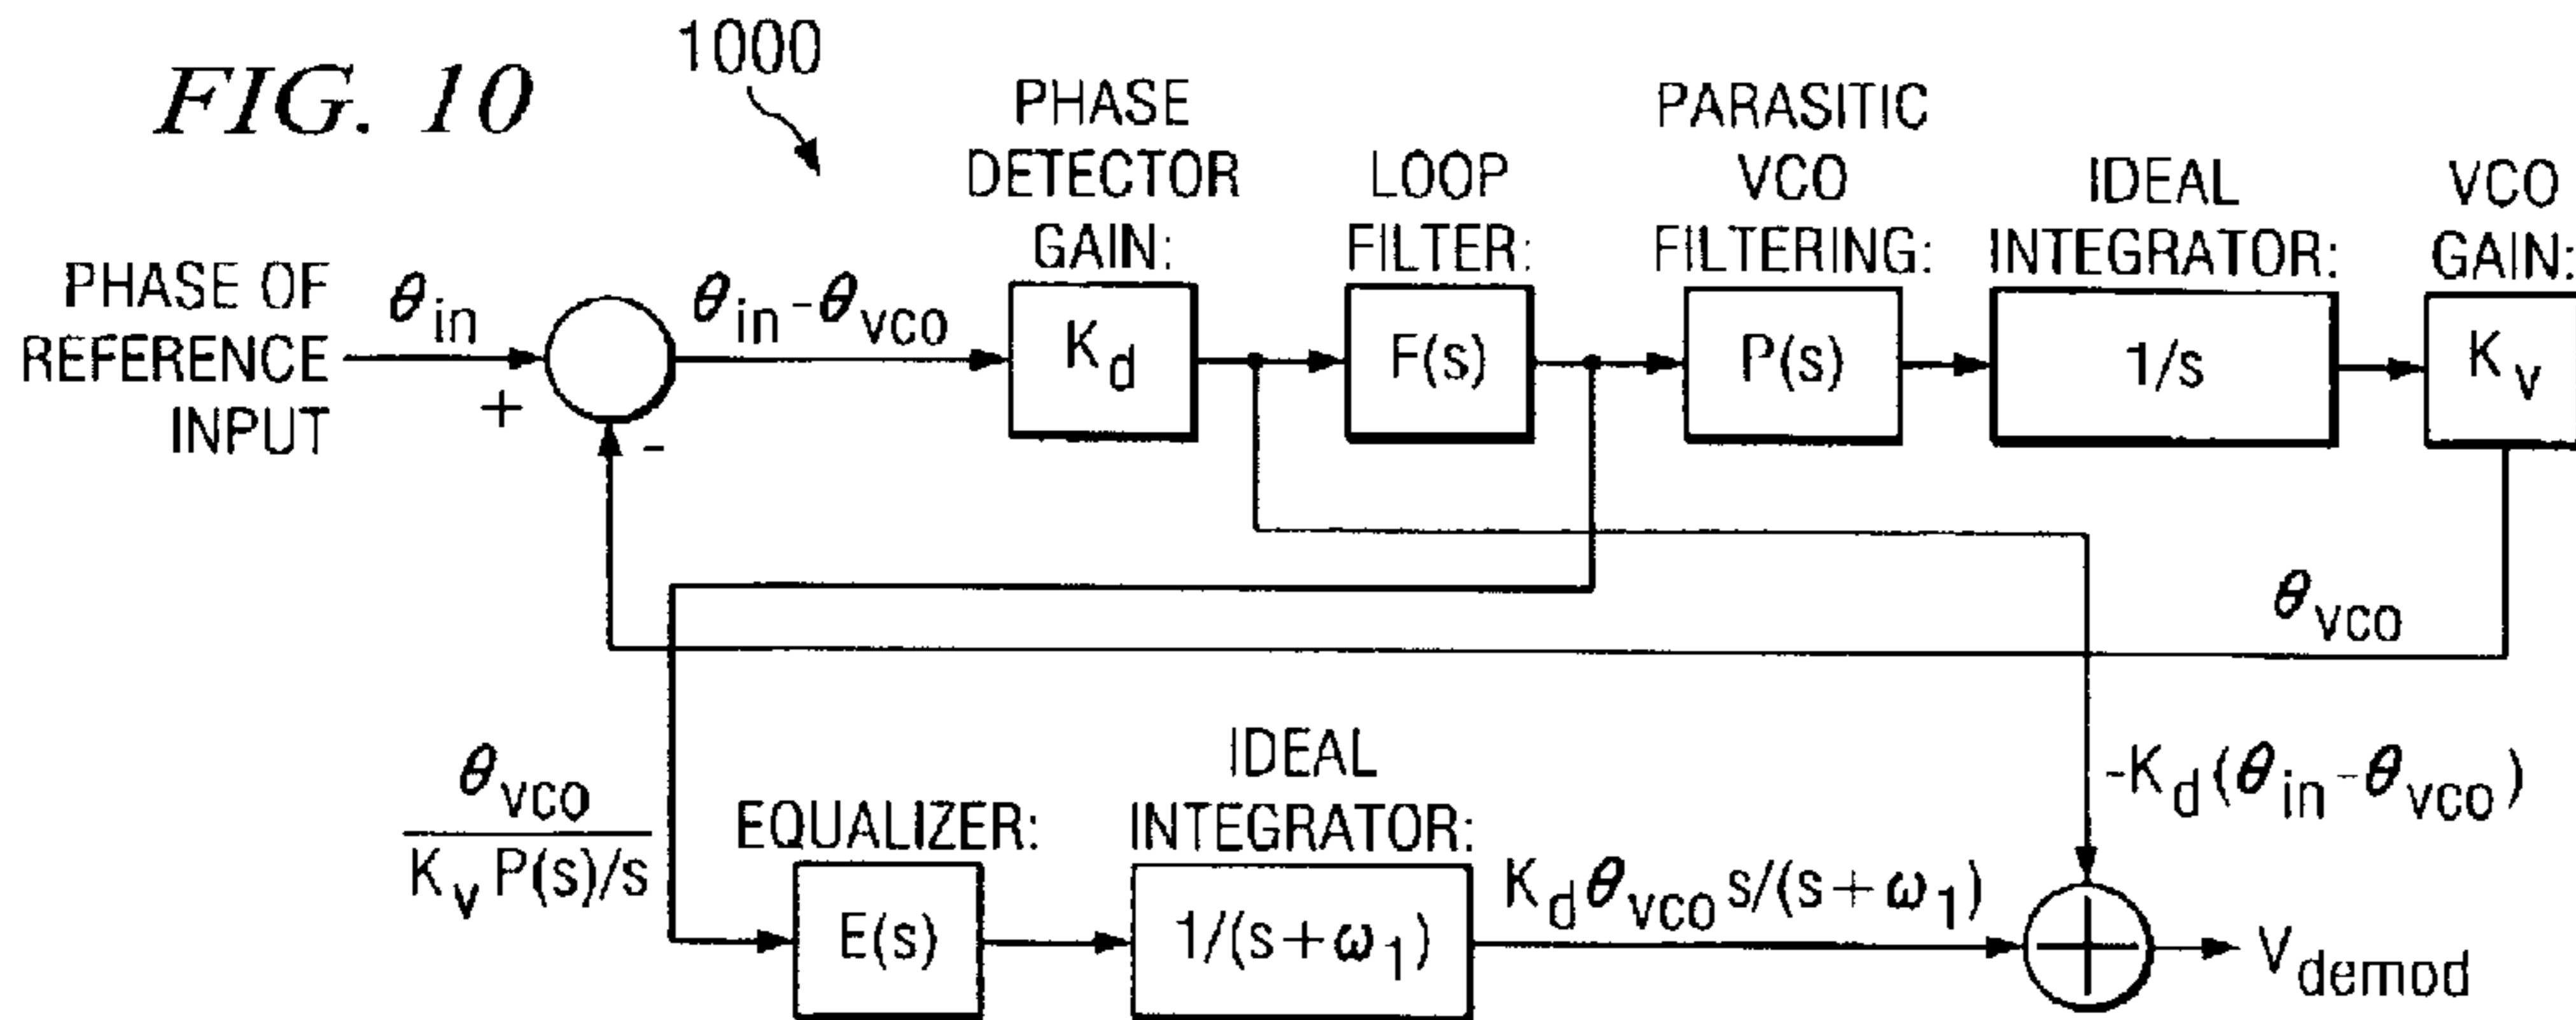 FIG. 10
1000
PHASE OF
REFERENCE
INPUT
θin
+
-
θin-θvco
PHASE
DETECTOR
GAIN:
Kd
LOOP
FILTER:
F(s)
PARASITIC
VCO
FILTERING:
P(s)
IDEAL
INTEGRATOR:
1/s
VCO
GAIN:
Kv
θvco
-Kd(θin-θvco)
θvco
KvP(s)/s
EQUALIZER:
E(s)
IDEAL
INTEGRATOR:
1/(s+ω1)
Kdθvco s/(s+ω1)
Vdemod